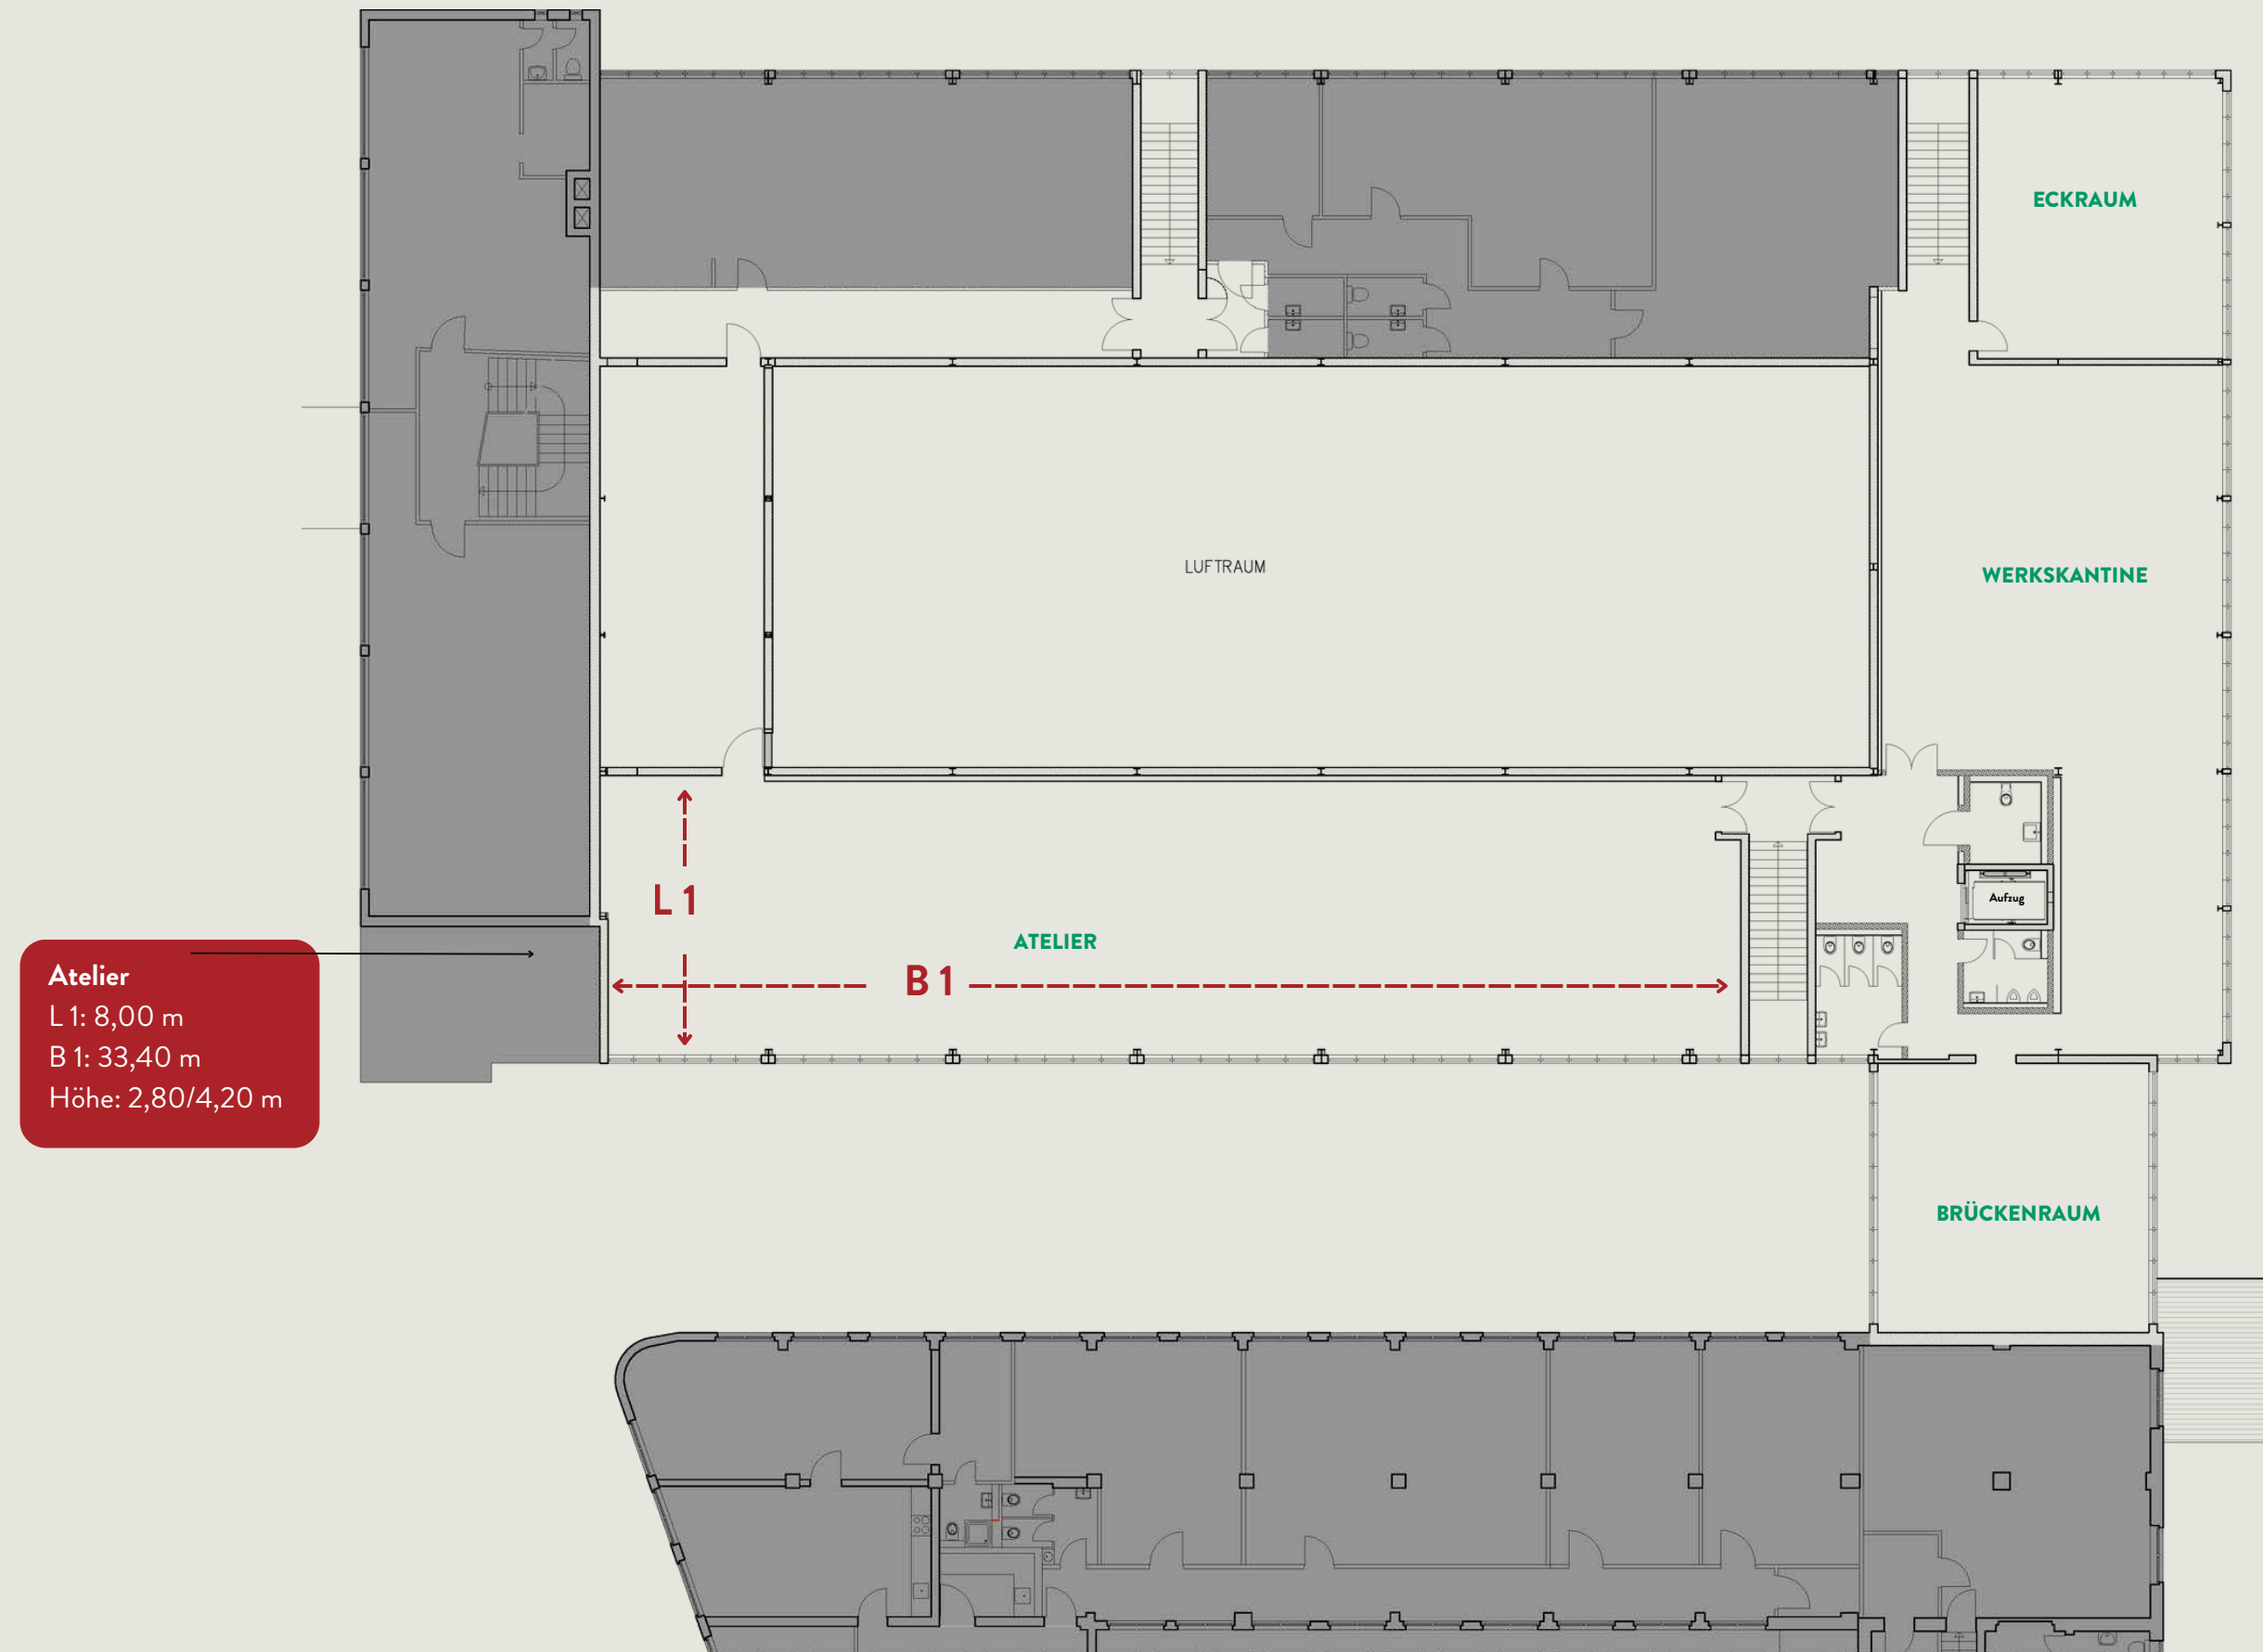 ECKRAUM
LUFTRAUM
WERKSKANTINE
Aufzug
L 1
ATELIER
B 1
Atelier
L 1: 8,00 m
B 1: 33,40 m
Höhe: 2,80/4,20 m
BRÜCKENRAUM